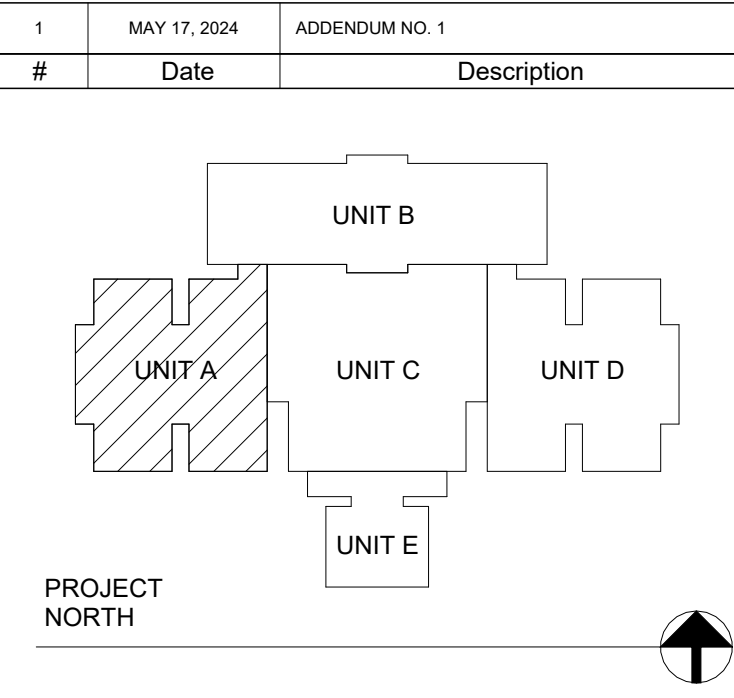 1 MAY 17, 2024 ADDENDUM NO. 1
# Date Description
UNIT B
UNIT A UNIT C UNIT D
UNIT E
PROJECT
NORTH